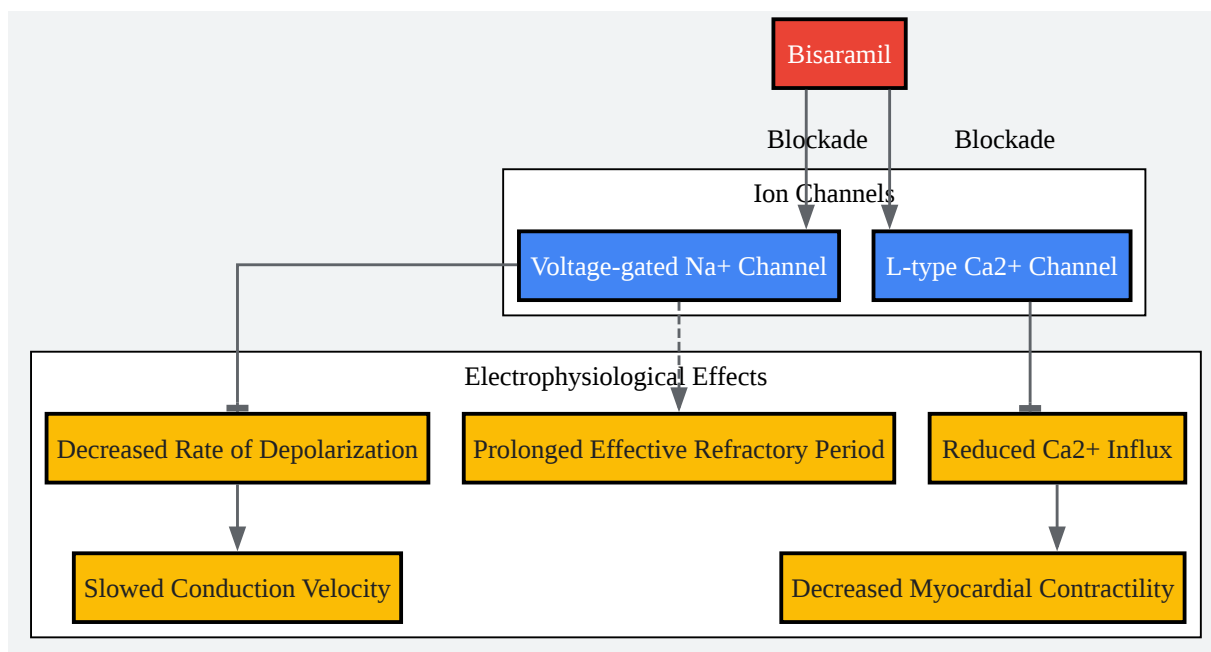 Bisaramil
Blockade
Blockade
Ion Channels
Voltage-gated Na+ Channel
L-type Ca2+ Channel
Electrophysiological Effects
Decreased Rate of Depolarization
Prolonged Effective Refractory Period
Reduced Ca2+ Influx
Slowed Conduction Velocity
Decreased Myocardial Contractility